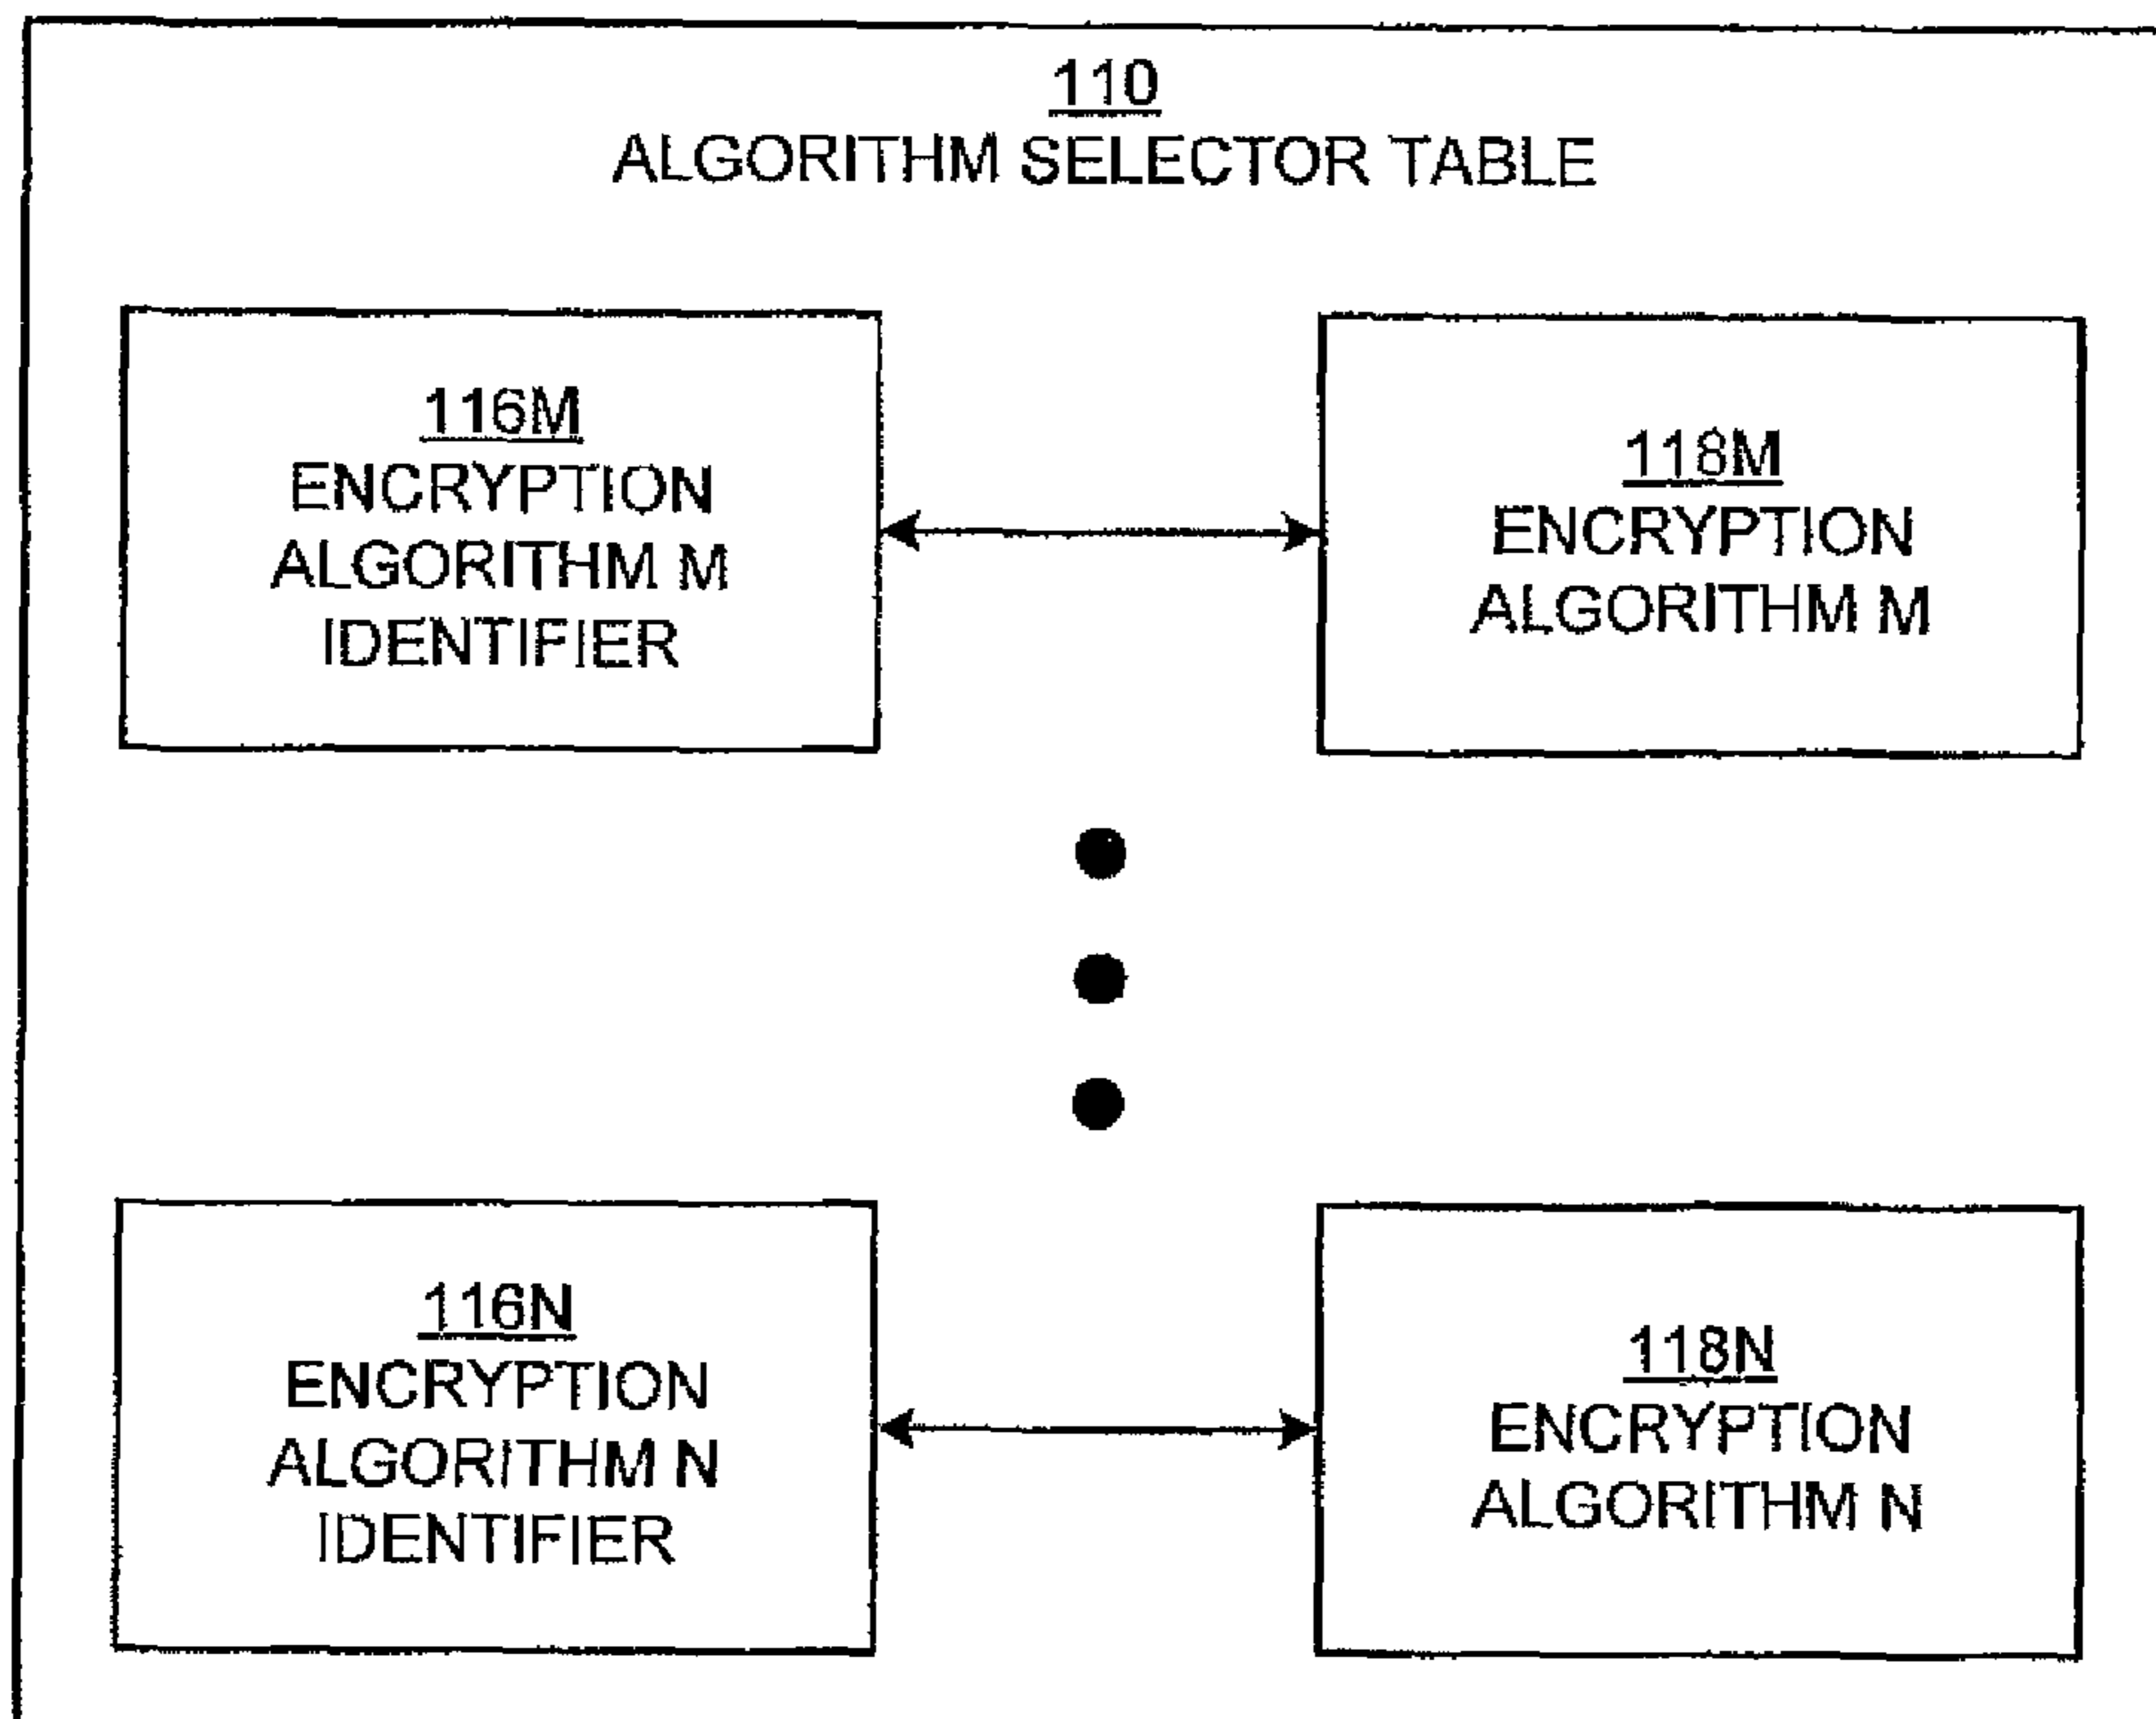 110
ALGORITHM SELECTOR TABLE
116M
ENCRYPTION
ALGORITHM M
IDENTIFIER
118M
ENCRYPTION
ALGORITHM M
116N
ENCRYPTION
ALGORITHM N
IDENTIFIER
118N
ENCRYPTION
ALGORITHM N